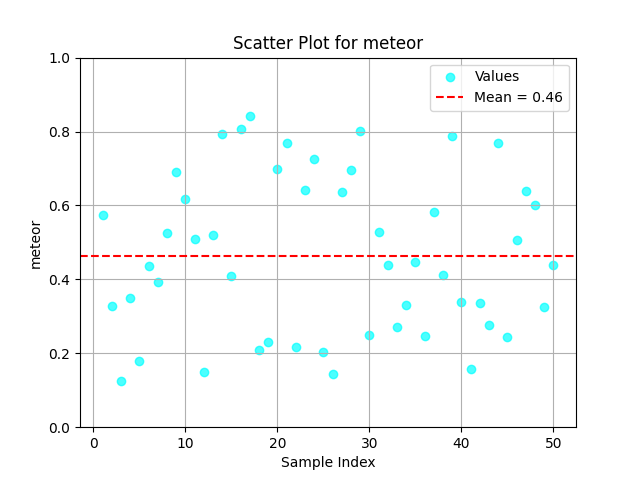 Scatter Plot for meteor
Values
Mean = 0.46
1.0
0.8
0.6
0.4
0.2
0.0
meteor
0 10 20 30 40 50
Sample Index